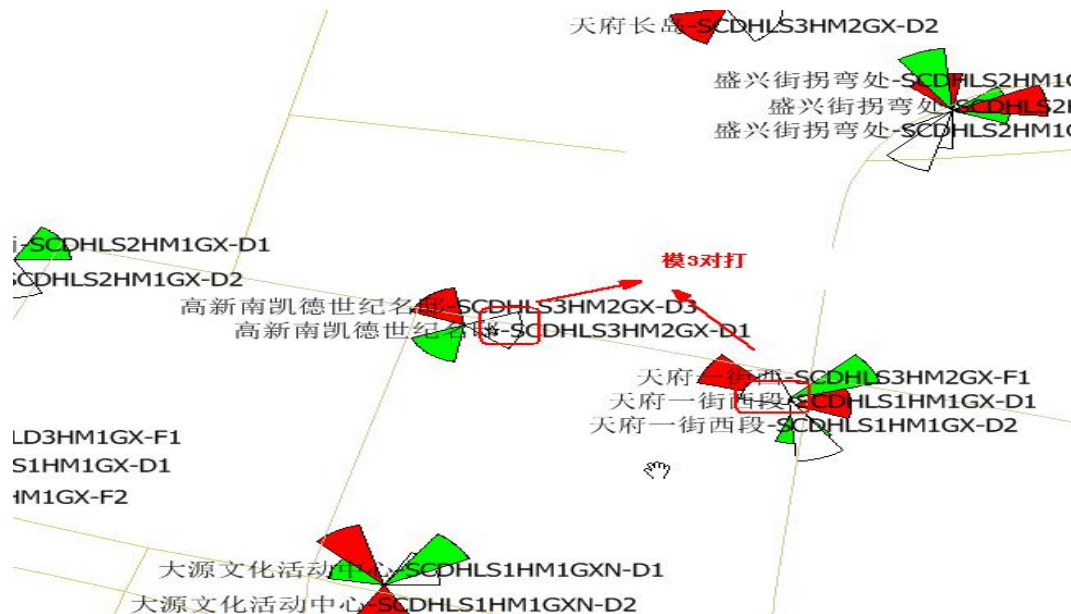 天府长岛-SCDHLS3HM2GX-D2
盛兴街拐弯处-SCDHLS2HM1G
盛兴街拐弯处-SCDHLS2H
盛兴街拐弯处-SCDHLS2HM1G
-SCDHLS2HM1GX-D1
SCDHLS2HM1GX-D2
模3对打
高新南凯德世纪名邸-SCDHLS3HM2GX-D3
高新南凯德世纪名邸-SCDHLS3HM2GX-D1
天府一街西-SCDHLS3HM2GX-F1
天府一街西段-SCDHLS1HM1GX-D1
天府一街西段-SCDHLS1HM1GX-D2
LD3HM1GX-F1
S1HM1GX-D1
HM1GX-F2
大源文化活动中心-SCDHLS1HM1GXN-D1
大源文化活动中心-SCDHLS1HM1GXN-D2